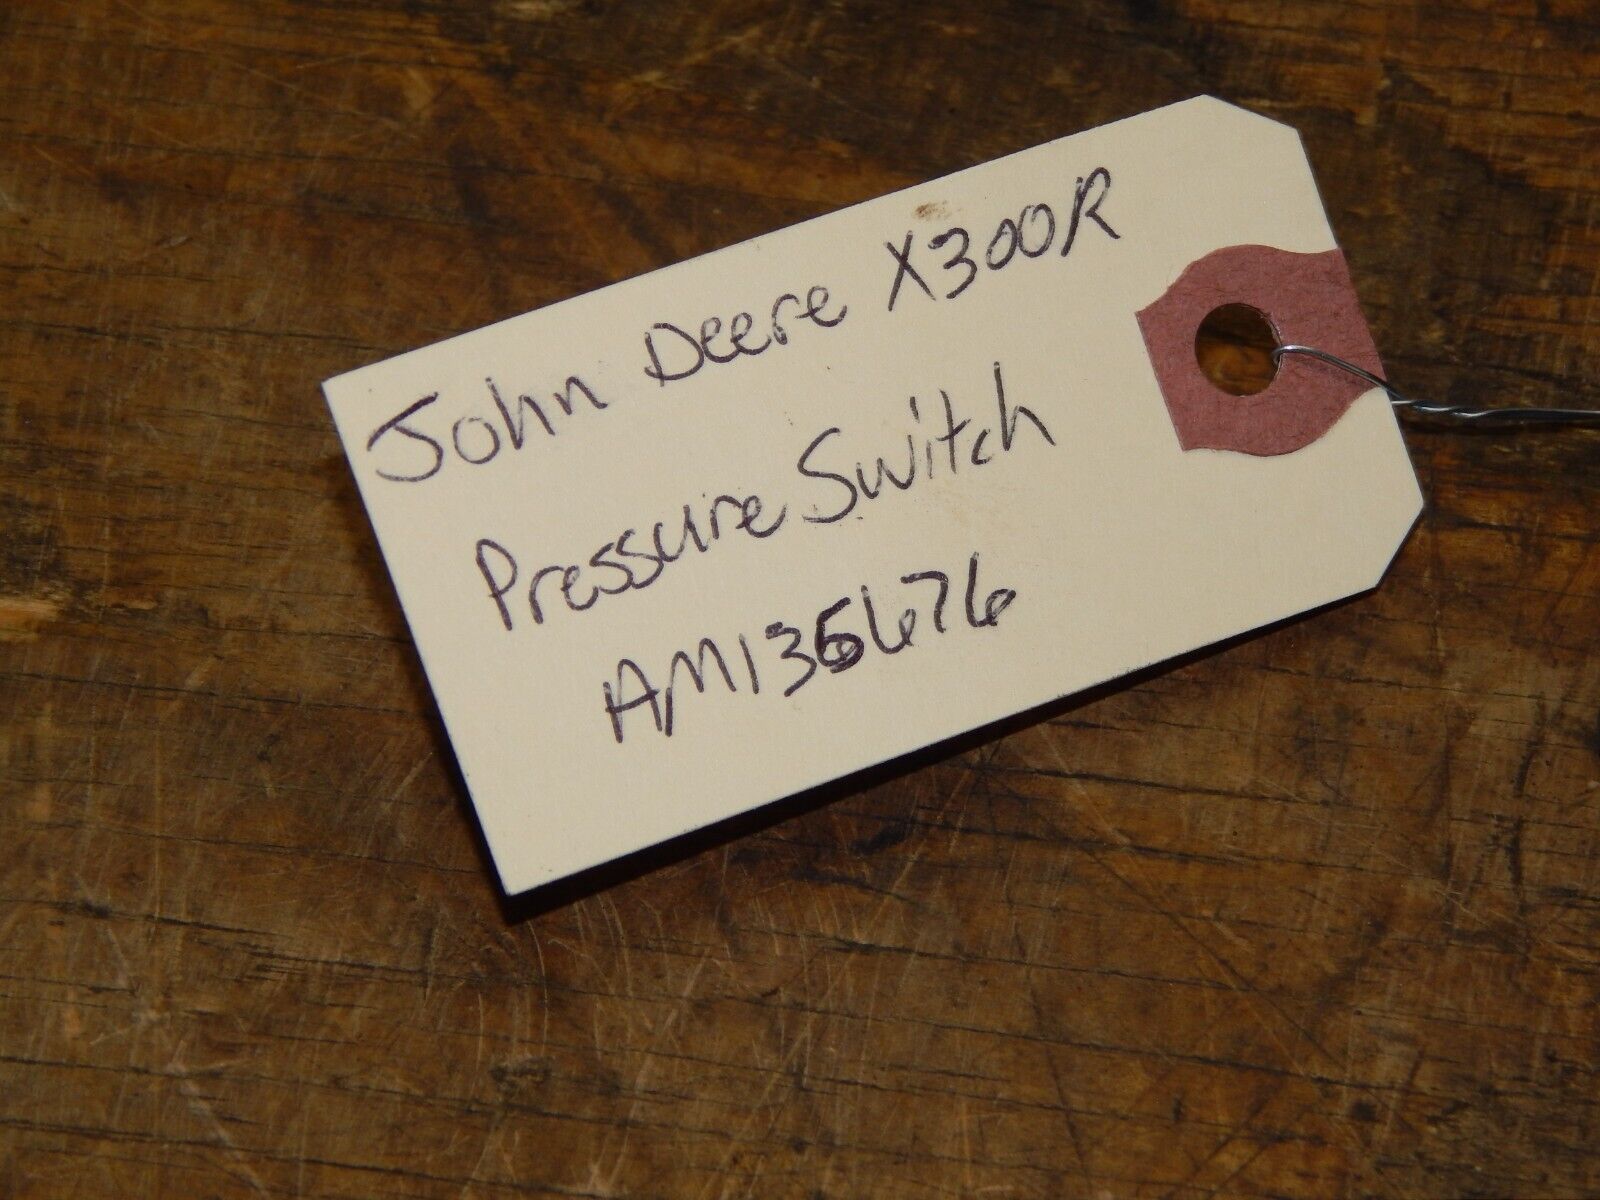 John Deere X300R
Pressure Switch
AM135676